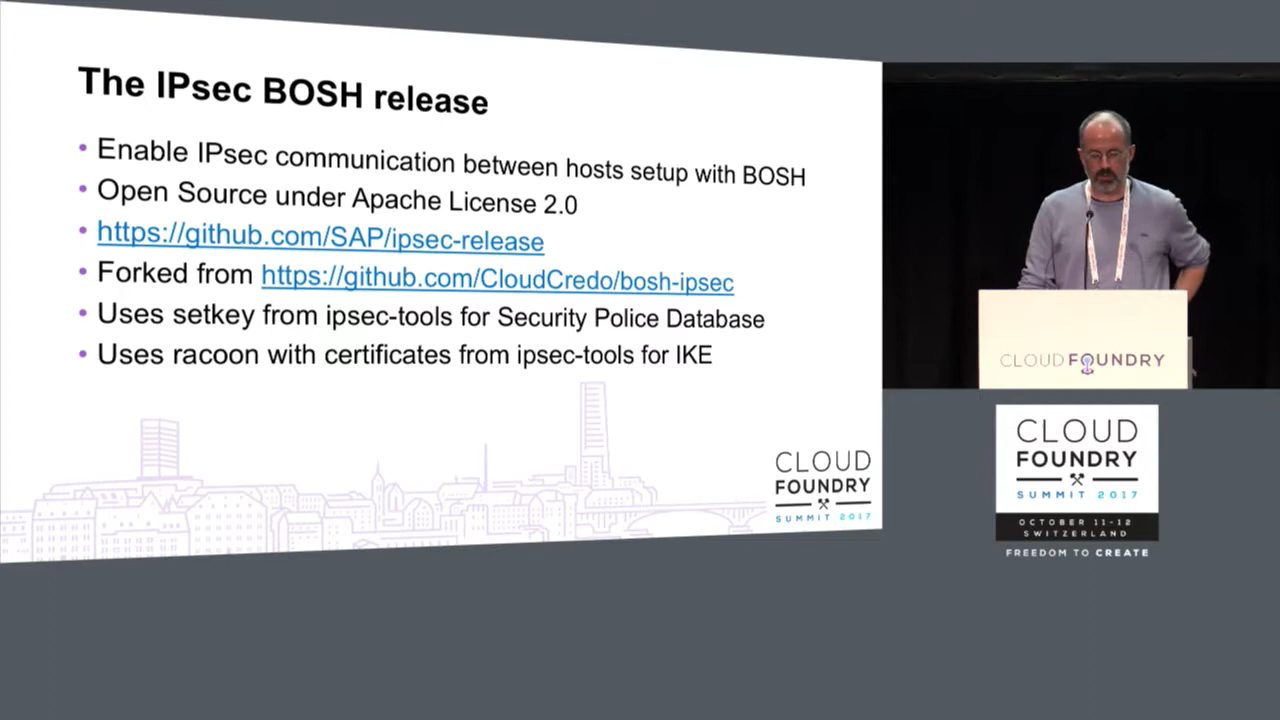 The IPsec BOSH release
• Enable IPsec communication between hosts setup with BOSH
• Open Source under Apache License 2.0
• https://github.com/SAP/ipsec-release
• Forked from https://github.com/CloudCredo/bosh-ipsec
• Uses setkey from ipsec-tools for Security Police Database
• Uses racoon with certificates from ipsec-tools for IKE
CLOUD
FOUNDRY
SUMMIT 2017
CLOUD FOUNDRY
CLOUD
FOUNDRY
SUMMIT 2017
OCTOBER 11-12
SWITZERLAND
FREEDOM TO CREATE